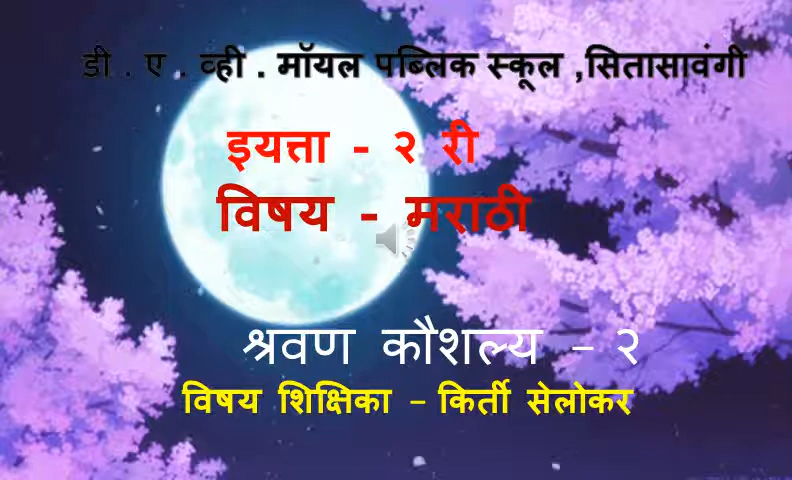 डी . ए . व्ही . मॉयल पब्लिक स्कूल ,सितासावंगी
इयत्ता - २ री
विषय - मराठी
श्रवण कौशल्य – २
विषय शिक्षिका – किर्ती सेलोकर